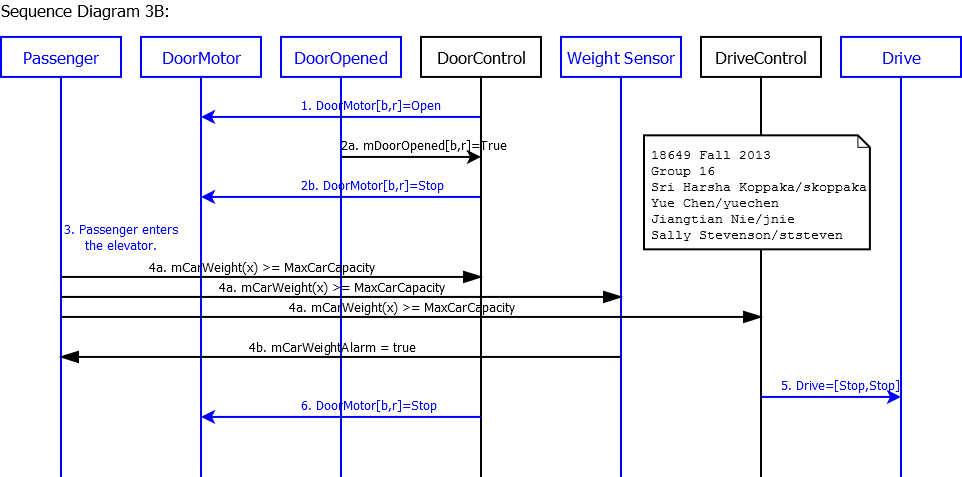 Sequence Diagram 3B:
Passenger
DoorMotor
DoorOpened
DoorControl
Weight Sensor
DriveControl
Drive
1. DoorMotor[b,r]=Open
2a. mDoorOpened[b,r]=True
18649 Fall 2013
Group 16
Sri Harsha Koppaka/skoppaka
Yue Chen/yuechen
Jiangtian Nie/jnie
Sally Stevenson/ststeven
2b. DoorMotor[b,r]=Stop
3. Passenger enters
the elevator.
4a. mCarWeight(x) >= MaxCarCapacity
4a. mCarWeight(x) >= MaxCarCapacity
4a. mCarWeight(x) >= MaxCarCapacity
4b. mCarWeightAlarm = true
5. Drive=[Stop,Stop]
6. DoorMotor[b,r]=Stop